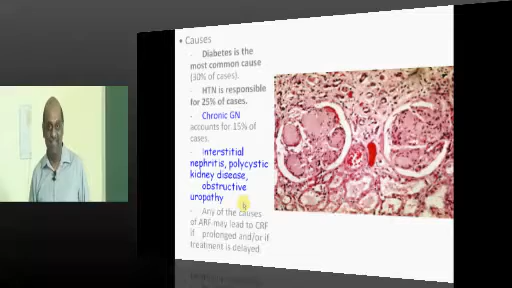 • Causes
- Diabetes is the
most common cause
(30% of cases).
- HTN is responsible
for 25% of cases.
- Chronic GN
accounts for 15% of
cases.
- Interstitial
nephritis, polycystic
kidney disease,
obstructive
uropathy
- Any of the causes
of ARF may lead to CRF
if prolonged and/or if
treatment is delayed